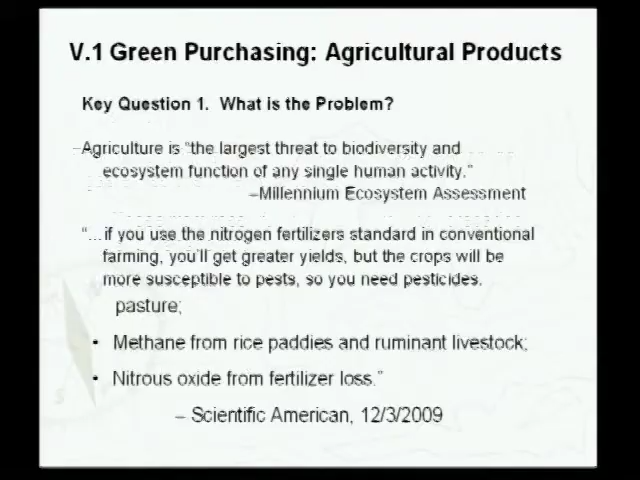 V.1 Green Purchasing: Agricultural Products
Key Question 1. What is the Problem?
–Agriculture is "the largest threat to biodiversity and
ecosystem function of any single human activity."
–Millennium Ecosystem Assessment
"...if you use the nitrogen fertilizers standard in conventional
farming, you'll get greater yields, but the crops will be
more susceptible to pests, so you need pesticides.
pasture;
• Methane from rice paddies and ruminant livestock;
• Nitrous oxide from fertilizer loss."
– Scientific American, 12/3/2009